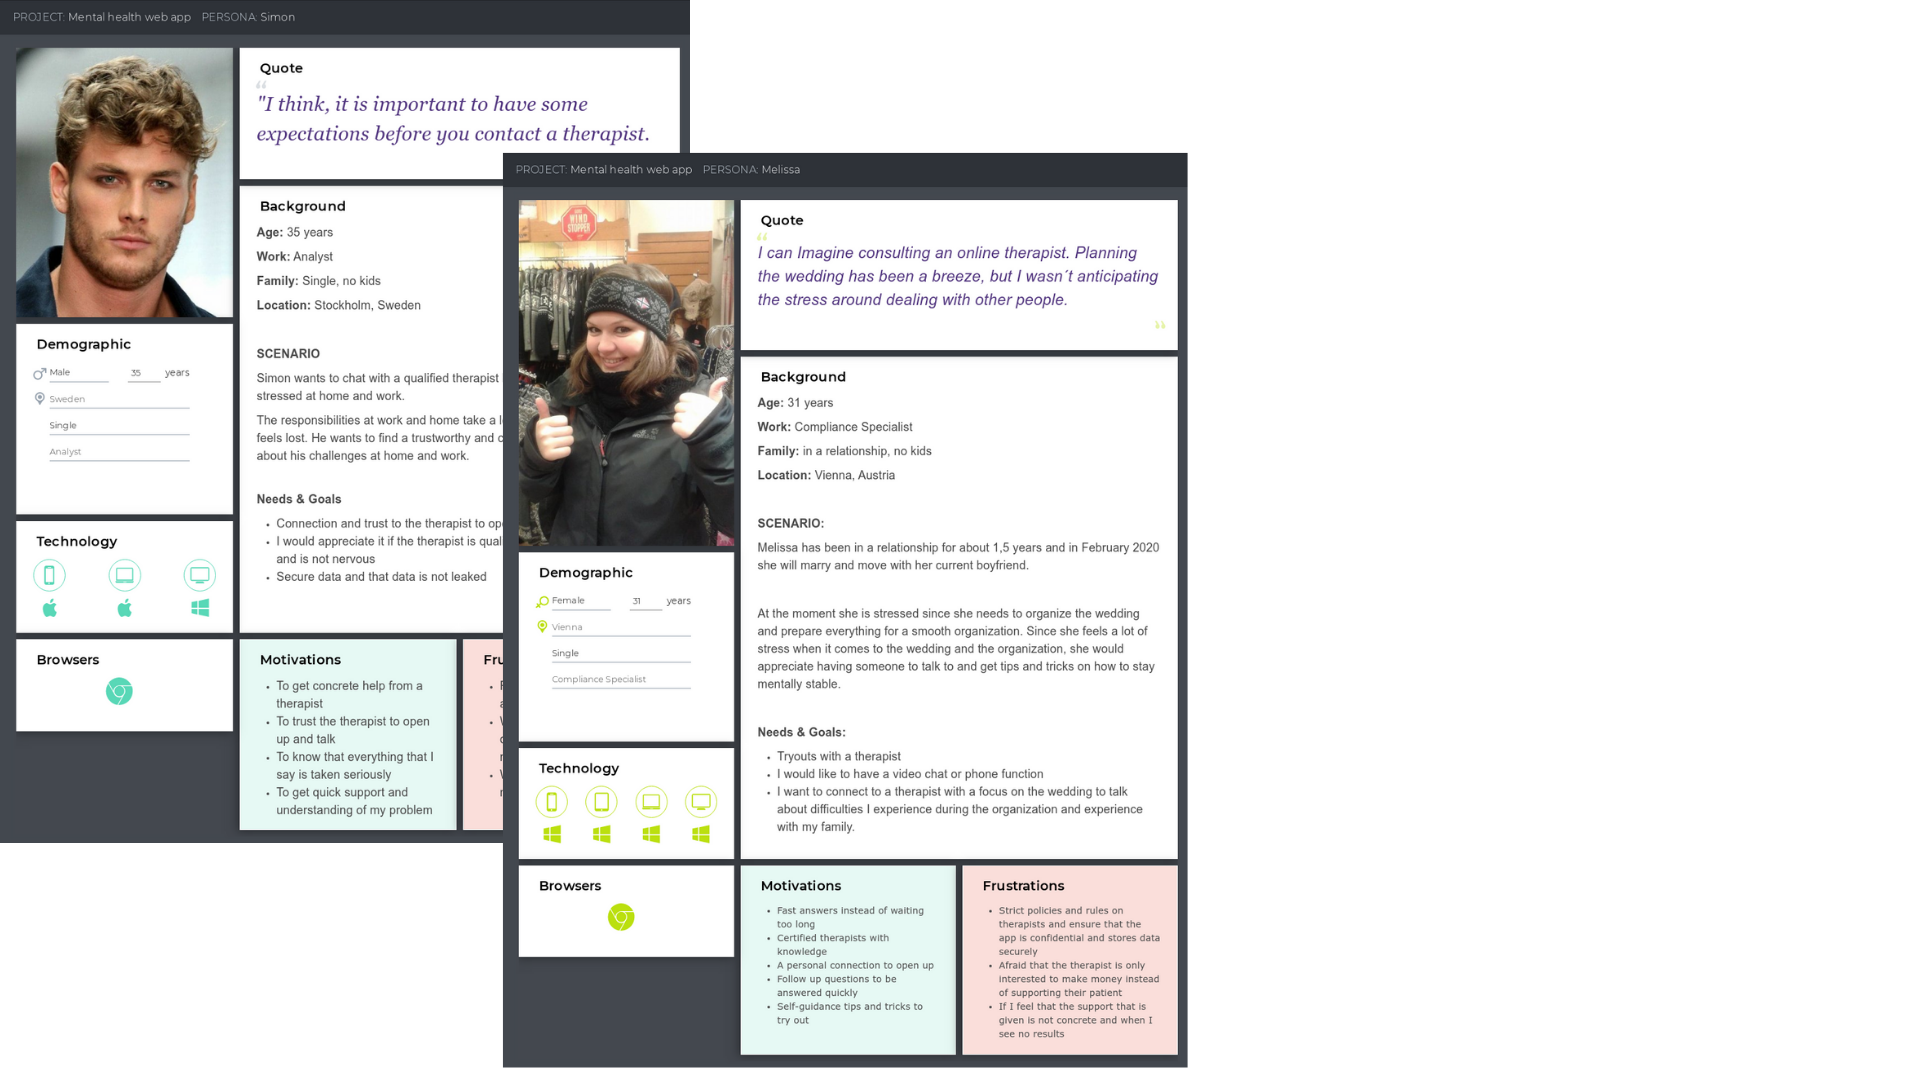 PROJECT: Mental health web app PERSONA: Simon
Quote
"I think, it is important to have some
expectations before you contact a therapist.
Background
Age: 35 years
Work: Analyst
Family: Single, no kids
Location: Stockholm, Sweden
SCENARIO
Simon wants to chat with a qualified therapist
stressed at home and work.
The responsibilities at work and home take a
feels lost. He wants to find a trustworthy and
about his challenges at home and work.
Needs & Goals
• Connection and trust to the therapist to
• I would appreciate it if the therapist is
and is not nervous
• Secure data and that data is not leaked
Demographic
Male 35 years
Sweden
Single
Analyst
Technology
Browsers
Motivations
• To get concrete help from a
therapist
• To trust the therapist to open
up and talk
• To know that everything that I
say is taken seriously
• To get quick support and
understanding of my problem
PROJECT: Mental health web app PERSONA: Melissa
WIND
STOPPER
Quote
“
I can Imagine consulting an online therapist. Planning
the wedding has been a breeze, but I wasn´t anticipating
the stress around dealing with other people.
”
Background
Age: 31 years
Work: Compliance Specialist
Family: in a relationship, no kids
Location: Vienna, Austria
SCENARIO:
Melissa has been in a relationship for about 1,5 years and in February 2020
she will marry and move with her current boyfriend.
At the moment she is stressed since she needs to organize the wedding
and prepare everything for a smooth organization. Since she feels a lot of
stress when it comes to the wedding and the organization, she would
appreciate having someone to talk to and get tips and tricks on how to stay
mentally stable.
Needs & Goals:
• Tryouts with a therapist
• I would like to have a video chat or phone function
• I want to connect to a therapist with a focus on the wedding to talk
about difficulties I experience during the organization and experience
with my family.
Demographic
Female 31 years
Vienna
Single
Compliance Specialist
Technology
Browsers
Motivations
• Fast answers instead of waiting
too long
• Certified therapists with
knowledge
• A personal connection to open up
• Follow up questions to be
answered quickly
• Self-guidance tips and tricks to
try out
Frustrations
• Strict policies and rules on
therapists and ensure that the
app is confidential and stores data
securely
• Afraid that the therapist is only
interested to make money instead
of supporting their patient
• If I feel that the support that is
given is not concrete and when I
see no results